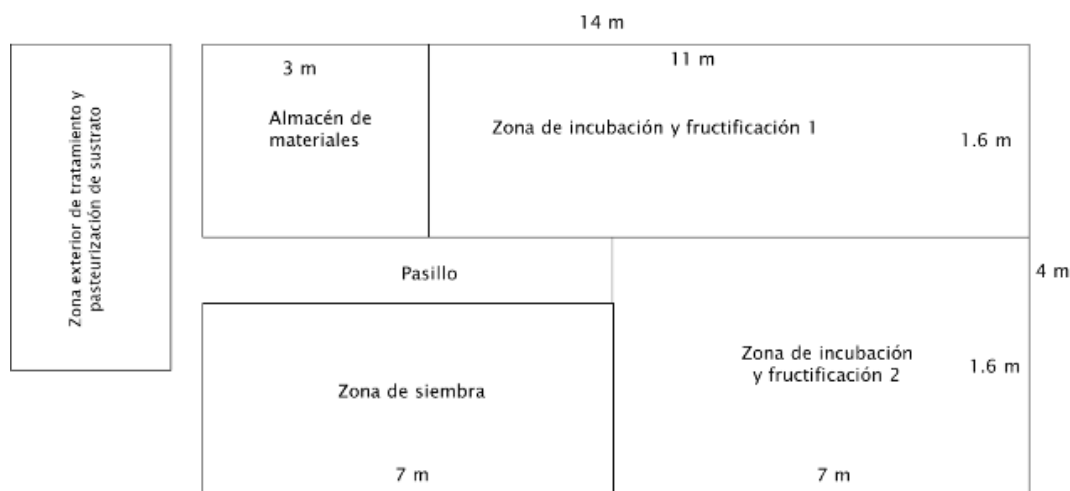 14 m
Zona exterior de tratamiento y
pasteurización de sustrato
3 m
11 m
Almacén de
materiales
Zona de incubación y fructificación 1
1.6 m
Pasillo
4 m
Zona de siembra
Zona de incubación
y fructificación 2
1.6 m
7 m
7 m